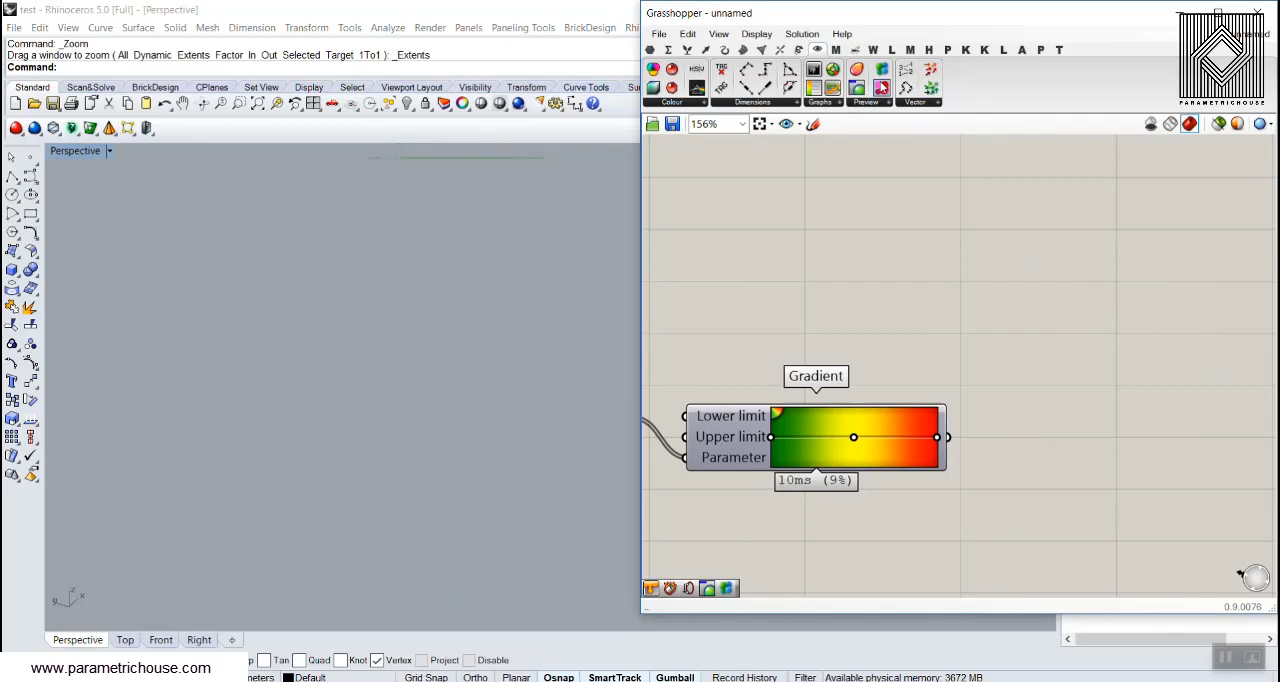 test - Rhinoceros 5.0 [Full] - [Perspective]
File Edit View Curve Surface Solid Mesh Dimension Transform Tools Analyze Render Panels Paneling Tools BrickDesign
Command: _Zoom
Drag a window to zoom ( All Dynamic Extents Factor In Out Selected Target 1To1 ): _Extents
Command:
Standard Scan&Solve BrickDesign CPlanes Set View Display Select Viewport Layout Visibility Transform Curve Tools
Perspective
Grasshopper - unnamed
File Edit View Display Solution Help
M W L M H P K K L A P T
Colour + Dimensions + Graphs + Preview + Vector +
PARAMETRICHOUSE
156%
Gradient
Lower limit
Upper limit
Parameter
10ms (9%)
0.9.0076
z
y x
Perspective Top Front Right
Tan Quad Knot Vertex Project Disable
www.parametrichouse.com
Default Grid Snap Ortho Planar Osnap SmartTrack Gumball Record History Filter Available physical memory: 3672 MB